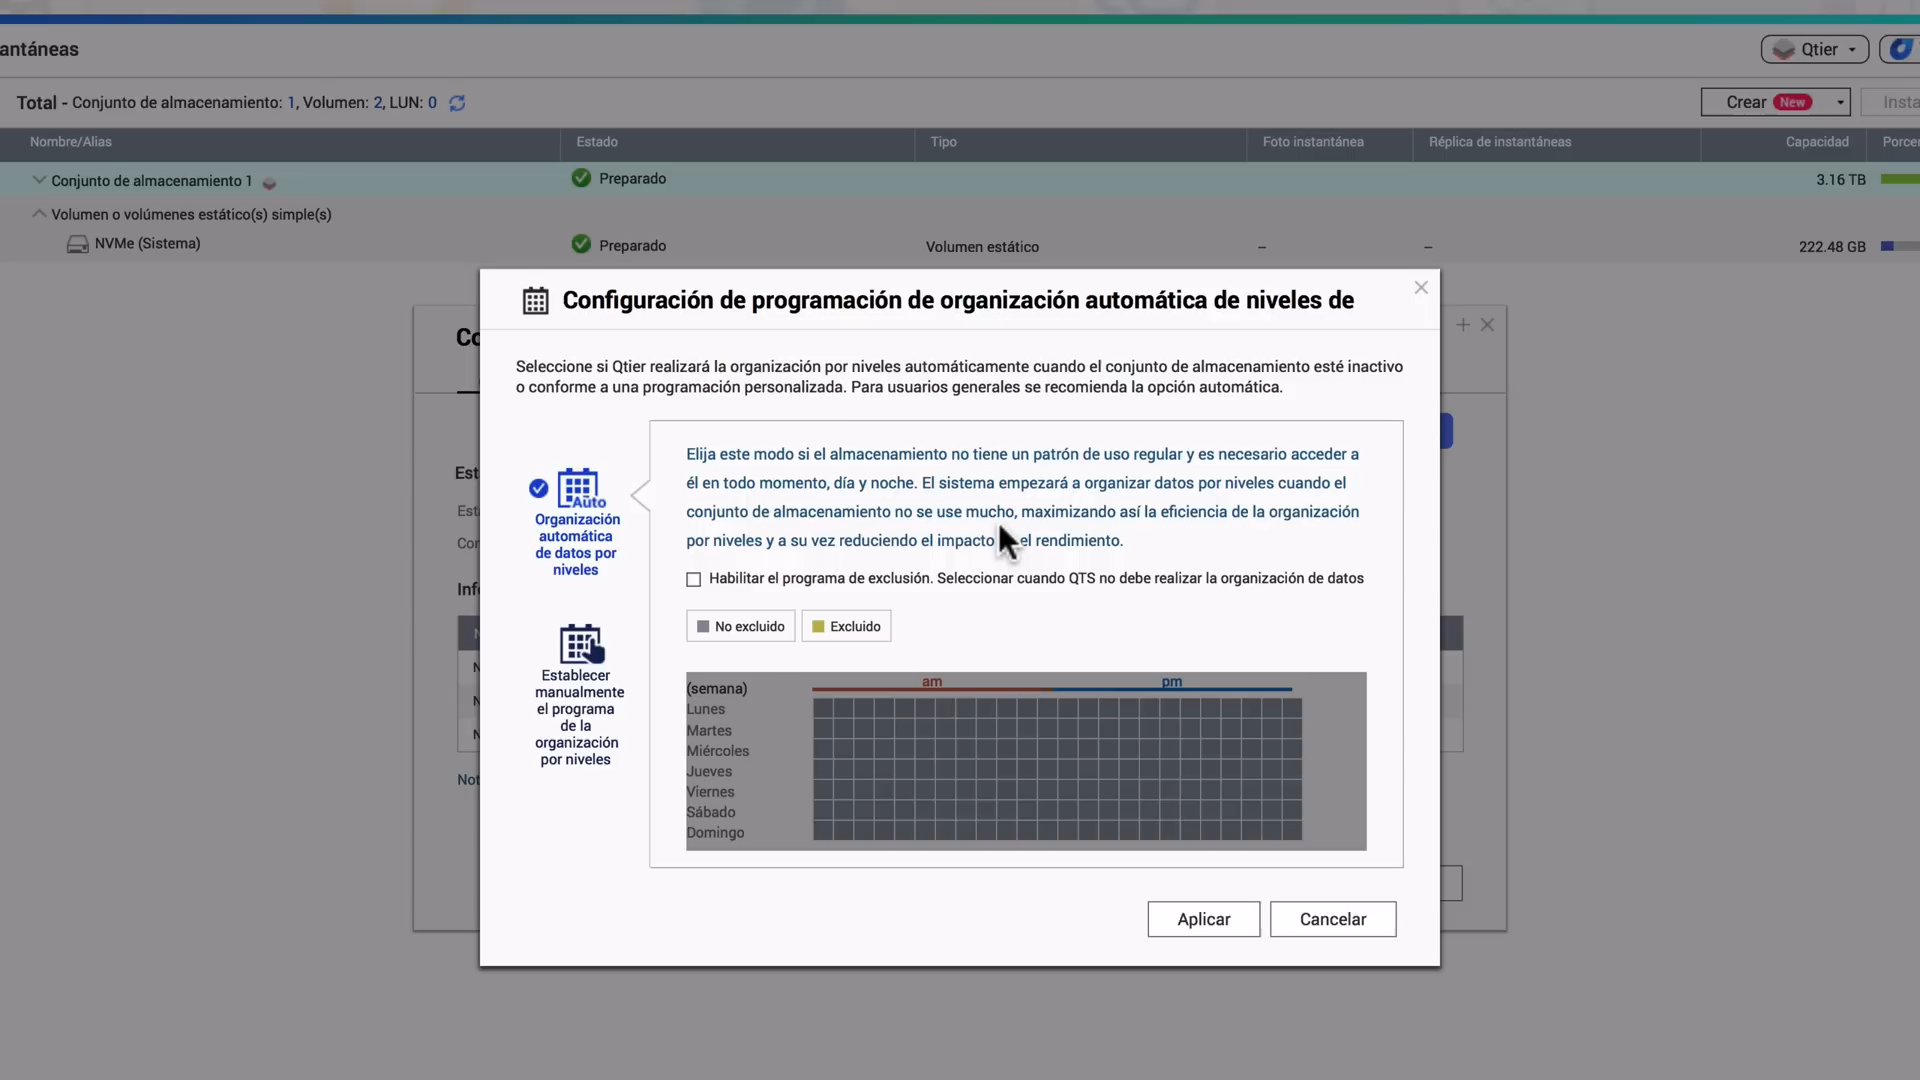 antáneas
Qtier
Total - Conjunto de almacenamiento: 1, Volumen: 2, LUN: 0
Crear New
Insta
Nombre/Alias
Estado
Tipo
Foto instantánea
Réplica de instantáneas
Capacidad
Porce
Conjunto de almacenamiento 1
Preparado
3.16 TB
Volumen o volúmenes estático(s) simple(s)
NVMe (Sistema)
Preparado
Volumen estático
–
–
222.48 GB
Configuración de programación de organización automática de niveles de
Co
Seleccione si Qtier realizará la organización por niveles automáticamente cuando el conjunto de almacenamiento esté inactivo
o conforme a una programación personalizada. Para usuarios generales se recomienda la opción automática.
Est
Est
Con
Auto
Organización
automática
de datos por
niveles
Elija este modo si el almacenamiento no tiene un patrón de uso regular y es necesario acceder a
él en todo momento, día y noche. El sistema empezará a organizar datos por niveles cuando el
conjunto de almacenamiento no se use mucho, maximizando así la eficiencia de la organización
por niveles y a su vez reduciendo el impacto el rendimiento.
Habilitar el programa de exclusión. Seleccionar cuando QTS no debe realizar la organización de datos
Info
No excluido
Excluido
N
N
N
N
Not
Establecer
manualmente
el programa
de la
organización
por niveles
am
pm
(semana)
Lunes
Martes
Miércoles
Jueves
Viernes
Sábado
Domingo
Aplicar
Cancelar